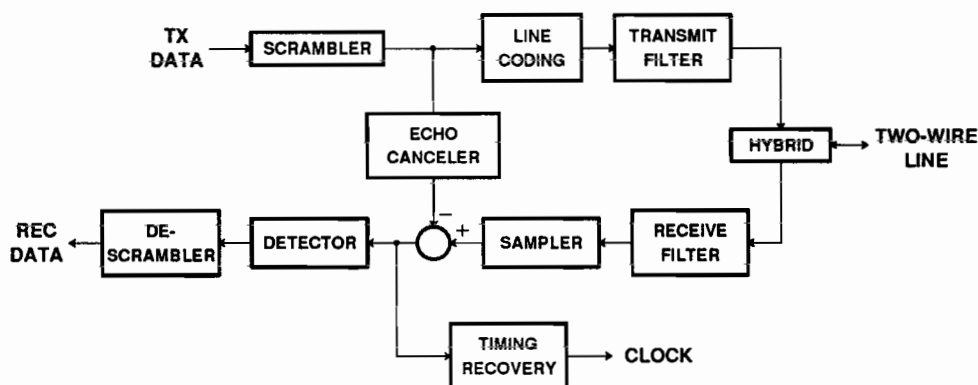 TX
DATA
SCRAMBLER
LINE
CODING
TRANSMIT
FILTER
ECHO
CANCELER
HYBRID
TWO-WIRE
LINE
REC
DATA
DE-
SCRAMBLER
DETECTOR
−
+
SAMPLER
RECEIVE
FILTER
TIMING
RECOVERY
CLOCK